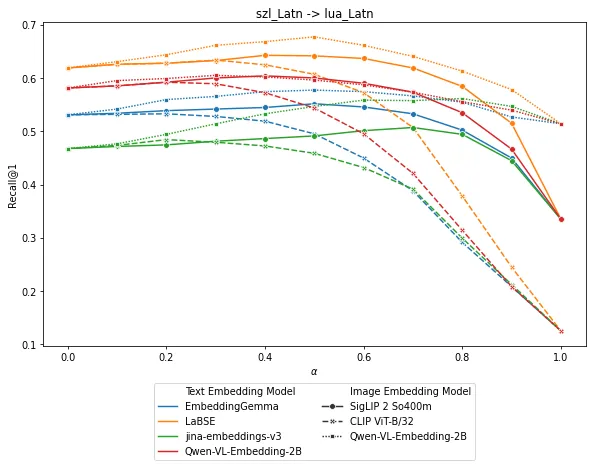 szl_Latn -> lua_Latn
Recall@1
0.7
0.6
0.5
0.4
0.3
0.2
0.1
0.0 0.2 0.4 0.6 0.8 1.0
α
Text Embedding Model
EmbeddingGemma
LaBSE
jina-embeddings-v3
Qwen-VL-Embedding-2B
Image Embedding Model
SigLIP 2 So400m
CLIP ViT-B/32
Qwen-VL-Embedding-2B